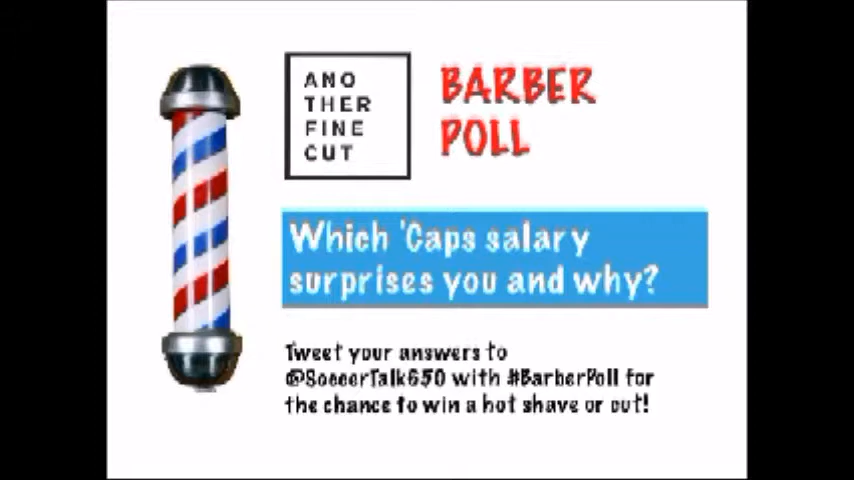 ANO
THER
FINE
CUT
BARBER
POLL
Which 'Caps salary
surprises you and why?
Tweet your answers to
@SoccerTalk650 with #BarberPoll for
the chance to win a hot shave or cut!